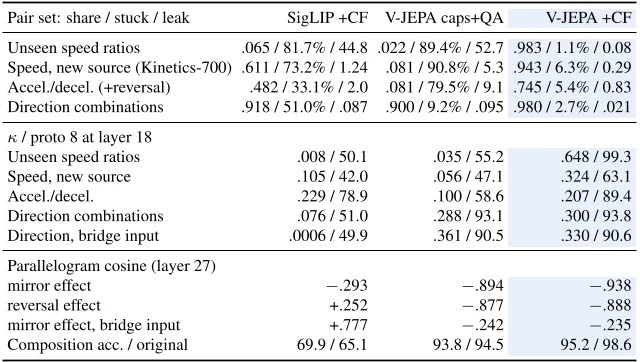 Pair set: share / stuck / leak SigLIP +CF V-JEPA caps+QA V-JEPA +CF
Unseen speed ratios .065 / 81.7% / 44.8 .022 / 89.4% / 52.7 .983 / 1.1% / 0.08
Speed, new source (Kinetics-700) .611 / 73.2% / 1.24 .081 / 90.8% / 5.3 .943 / 6.3% / 0.29
Accel./decel. (+reversal) .482 / 33.1% / 2.0 .081 / 79.5% / 9.1 .745 / 5.4% / 0.83
Direction combinations .918 / 51.0% / .087 .900 / 9.2% / .095 .980 / 2.7% / .021
κ / proto 8 at layer 18
Unseen speed ratios .008 / 50.1 .035 / 55.2 .648 / 99.3
Speed, new source .105 / 42.0 .056 / 47.1 .324 / 63.1
Accel./decel. .229 / 78.9 .100 / 58.6 .207 / 89.4
Direction combinations .076 / 51.0 .288 / 93.1 .300 / 93.8
Direction, bridge input .0006 / 49.9 .361 / 90.5 .330 / 90.6
Parallelogram cosine (layer 27)
mirror effect −.293 −.894 −.938
reversal effect +.252 −.877 −.888
mirror effect, bridge input +.777 −.242 −.235
Composition acc. / original 69.9 / 65.1 93.8 / 94.5 95.2 / 98.6